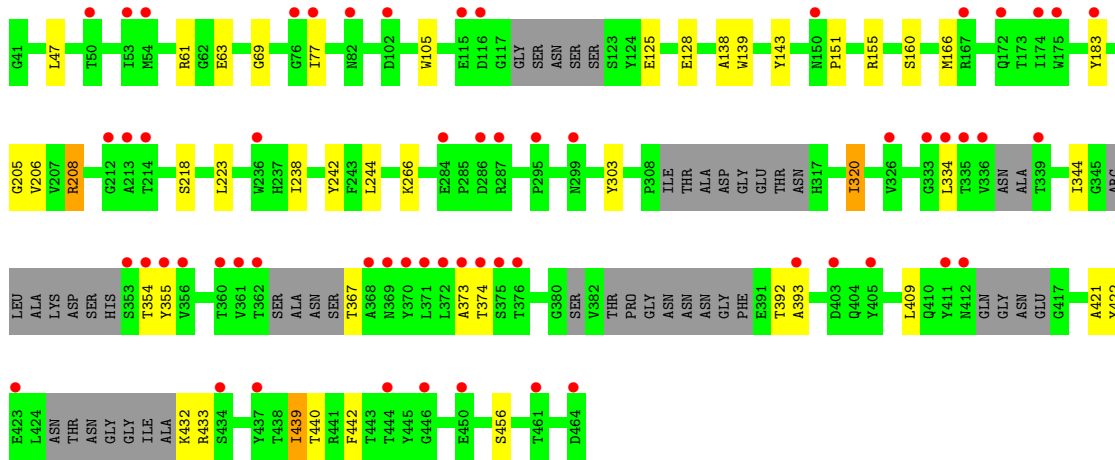 G41 L47 T50 I53 M54 R61 G62 E63 G69 G76 I77 N82 D102 W105 E115 D116 G117 GLY SER ASN SER SER S123 Y124 E125 E128 A138 W139 Y143 N150 P151 R155 S160 M166 R167 Q172 T173 I174 W175 Y183
G205 V206 V207 R208 G212 A213 T214 S218 L223 W236 H237 I238 Y242 F243 L244 K266 E284 P285 D286 R287 P295 N299 Y303 P308 ILE THR ALA ASP GLY GLU THR ASN H317 I320 V326 G333 L334 T335 V336 ASN ALA T339 I344 G345
LEU ALA LYS ASP SER HIS S353 T354 Y355 V356 T360 V361 T362 SER ALA ASN SER T367 A368 N369 Y370 L371 L372 A373 T374 S375 T376 G380 SER V382 THR PRO GLY ASN ASN ASN GLY PHE E391 T392 A393 D403 Q404 Y405 L409 Q410 Y411 N412 GLN GLY ASN GLU G417 A421
E423 L424 ASN THR ASN GLY GLY ILE ALA K432 R433 S434 Y437 T438 I439 T440 R441 F442 T443 T444 Y445 G446 E450 S456 T461 D464